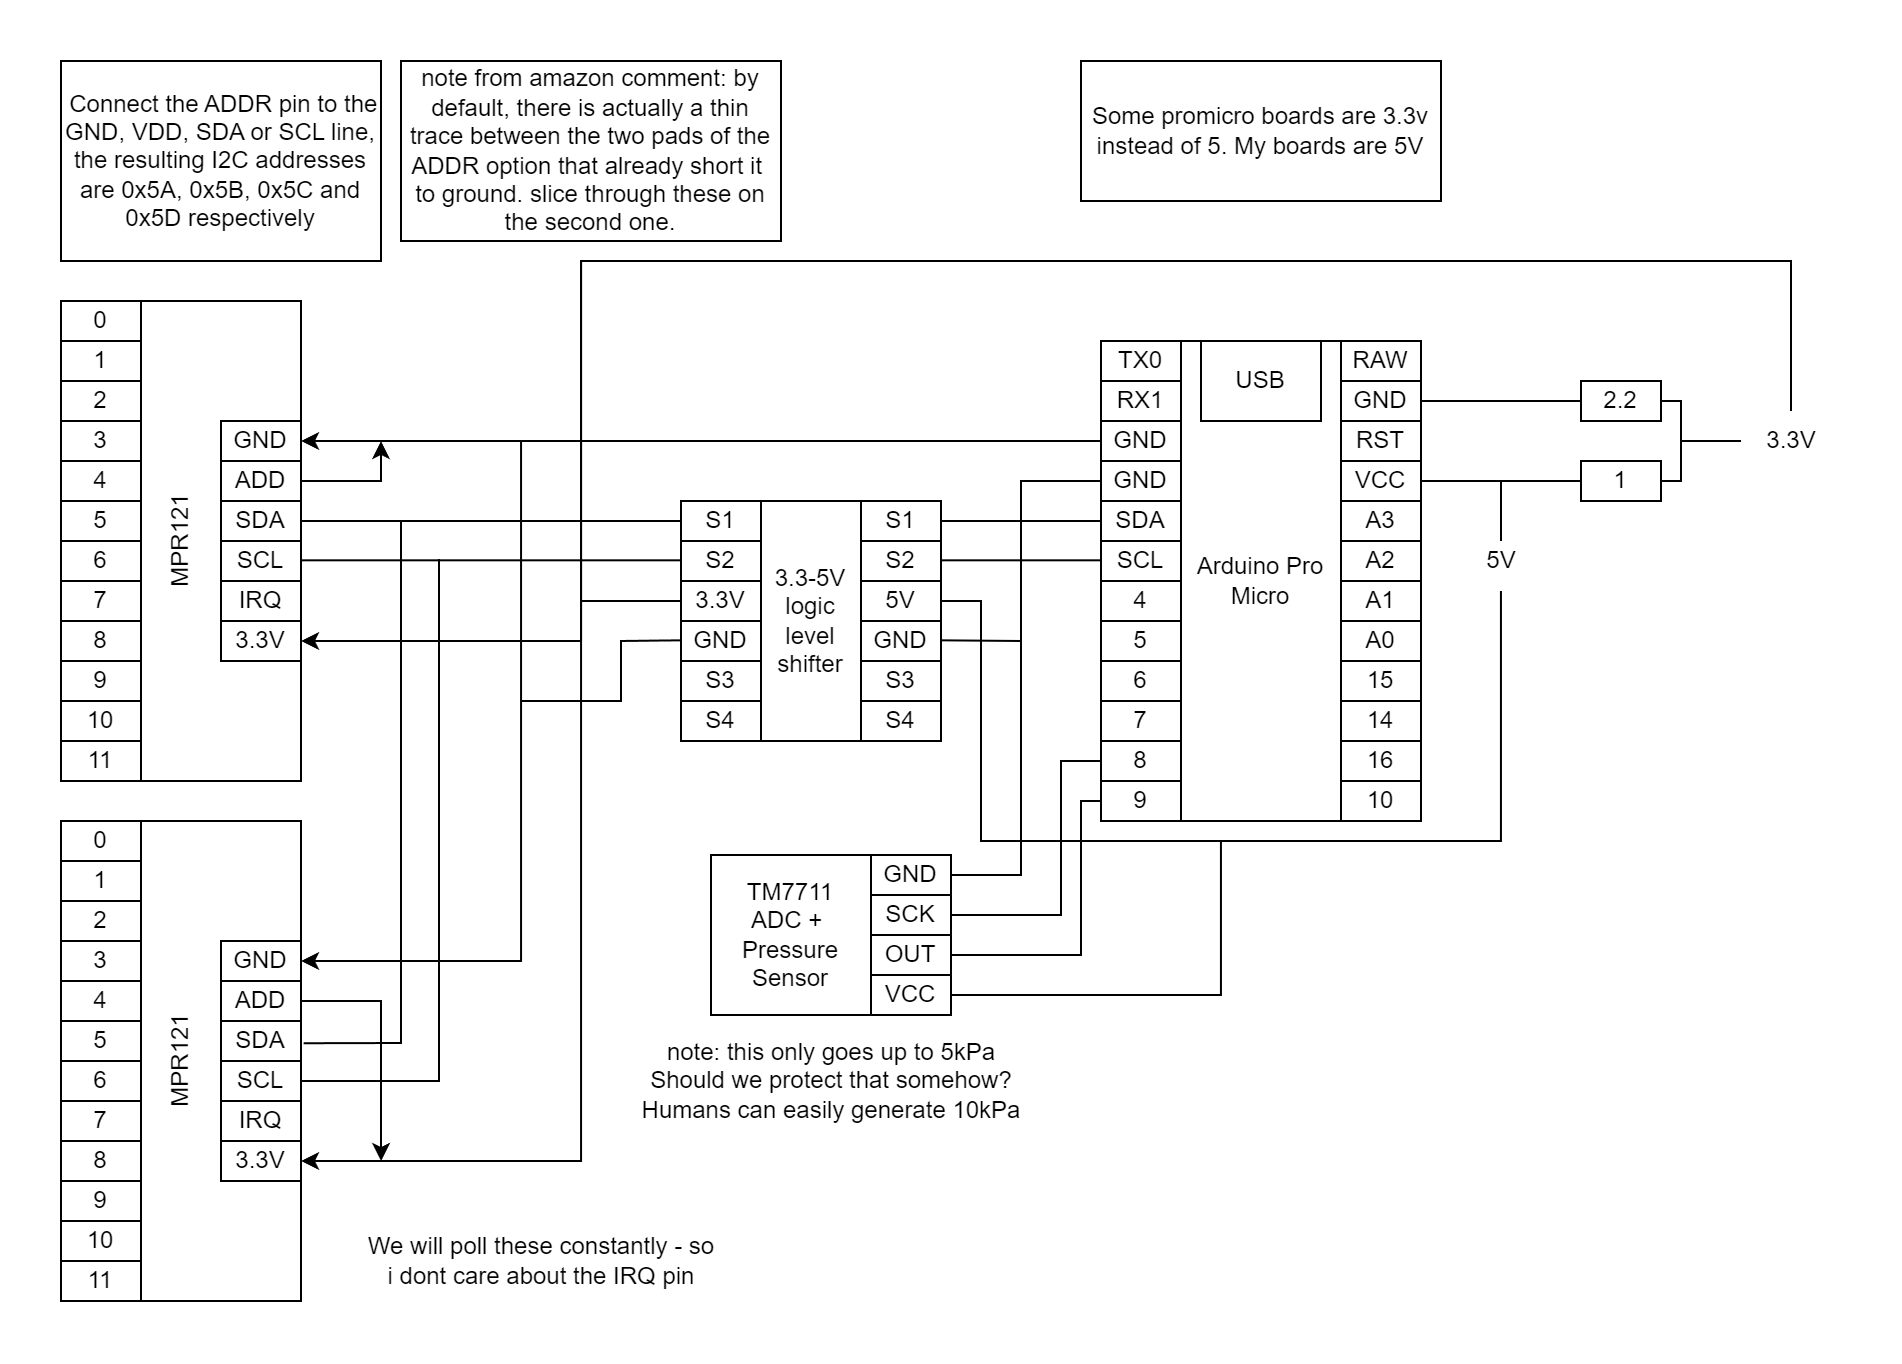 Connect the ADDR pin to the
GND, VDD, SDA or SCL line,
the resulting I2C addresses
are 0x5A, 0x5B, 0x5C and
0x5D respectively
note from amazon comment: by
default, there is actually a thin
trace between the two pads of the
ADDR option that already short it
to ground. slice through these on
the second one.
Some promicro boards are 3.3v
instead of 5. My boards are 5V
0
1
2
3
4
5
6
7
8
9
10
11
MPR121
GND
ADD
SDA
SCL
IRQ
3.3V
S1
S2
3.3V
GND
S3
S4
3.3-5V
logic
level
shifter
S1
S2
5V
GND
S3
S4
TX0
RX1
GND
GND
SDA
SCL
4
5
6
7
8
9
USB
Arduino Pro
Micro
RAW
GND
RST
VCC
A3
A2
A1
A0
15
14
16
10
2.2
1
3.3V
5V
0
1
2
3
4
5
6
7
8
9
10
11
MPR121
GND
ADD
SDA
SCL
IRQ
3.3V
TM7711
ADC +
Pressure
Sensor
GND
SCK
OUT
VCC
note: this only goes up to 5kPa
Should we protect that somehow?
Humans can easily generate 10kPa
We will poll these constantly - so
i dont care about the IRQ pin